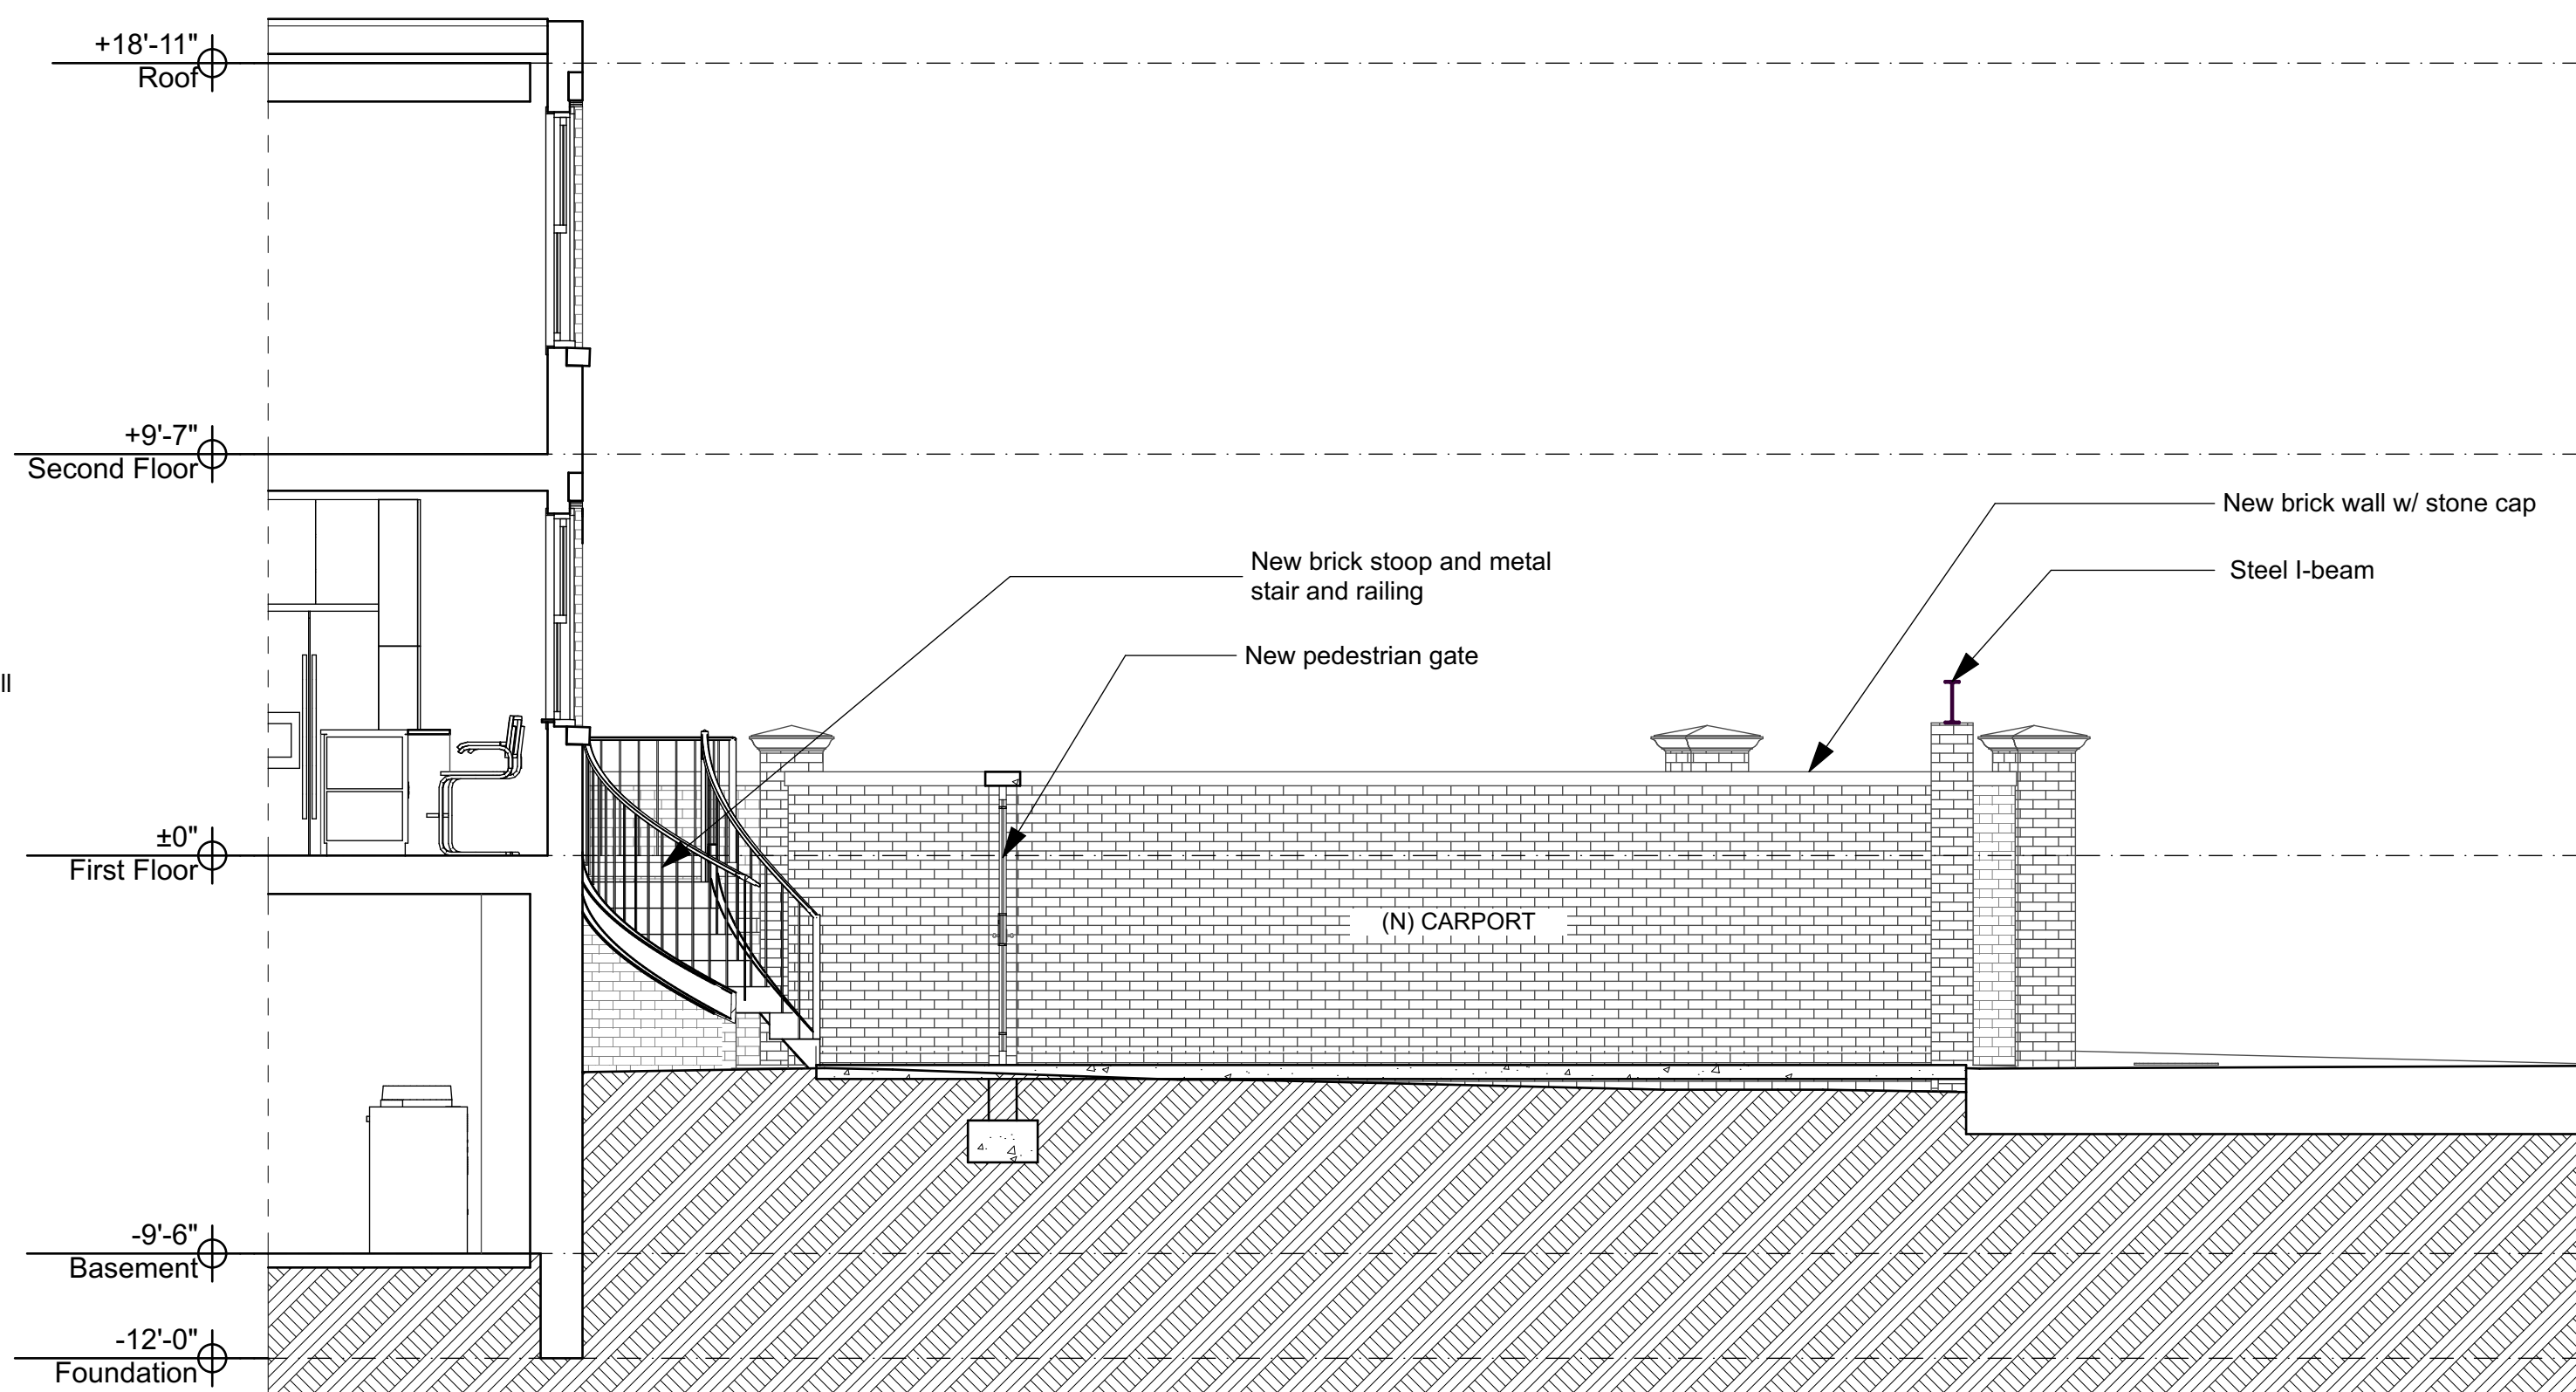 +18'-11"
Roof
+9'-7"
Second Floor
New brick wall w/ stone cap
New brick stoop and metal
stair and railing
Steel I-beam
New pedestrian gate
ll
±0"
First Floor
(N) CARPORT
-9'-6"
Basement
-12'-0"
Foundation